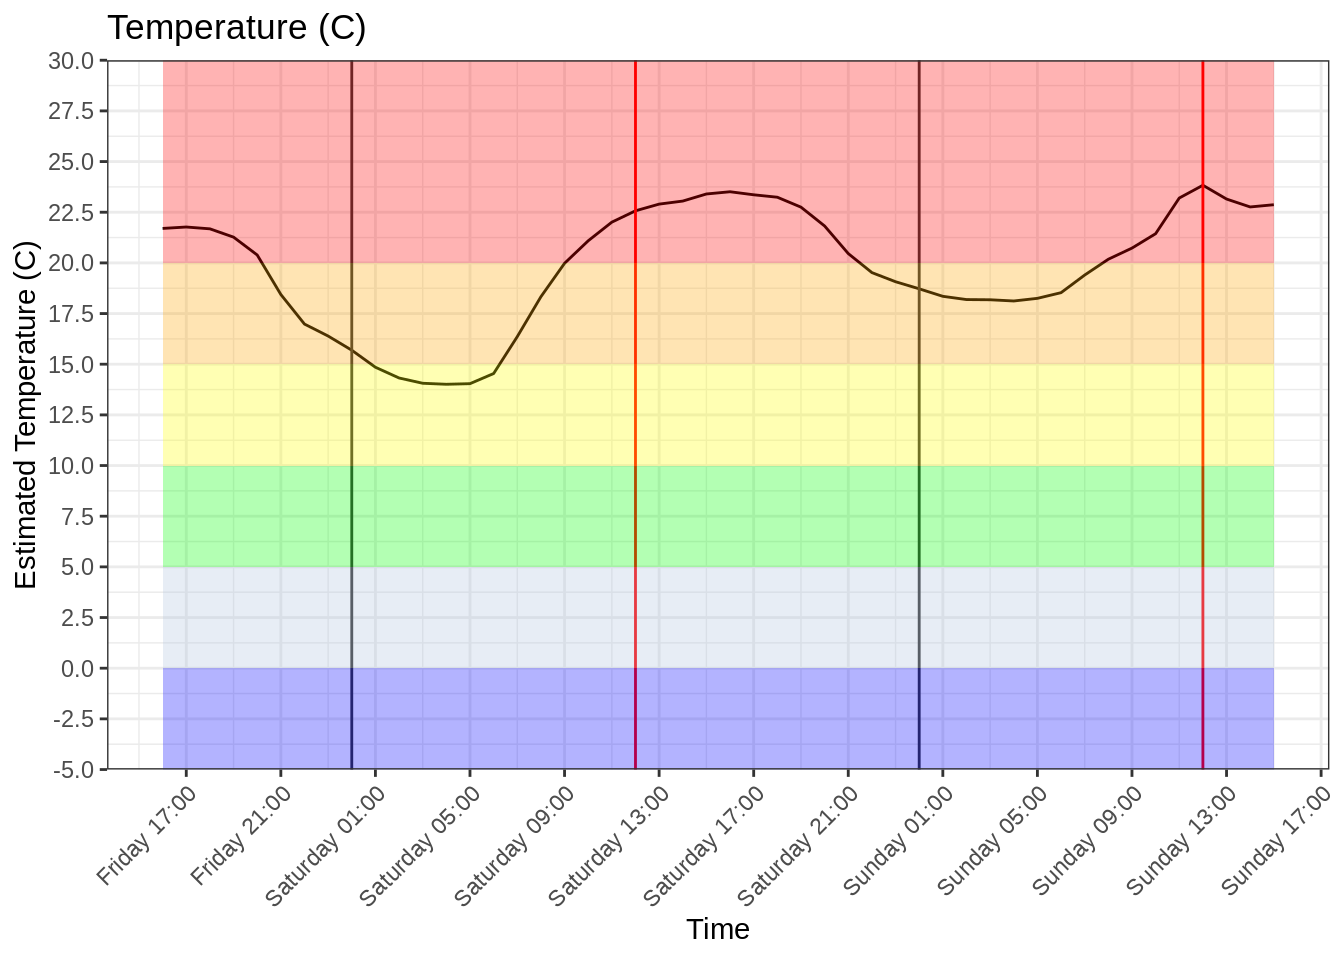 Temperature (C)
30.0
27.5
25.0
22.5
20.0
17.5
15.0
12.5
10.0
7.5
5.0
2.5
0.0
-2.5
-5.0
Estimated Temperature (C)
Friday 17:00
Friday 21:00
Saturday 01:00
Saturday 05:00
Saturday 09:00
Saturday 13:00
Saturday 17:00
Saturday 21:00
Sunday 01:00
Sunday 05:00
Sunday 09:00
Sunday 13:00
Sunday 17:00
Time